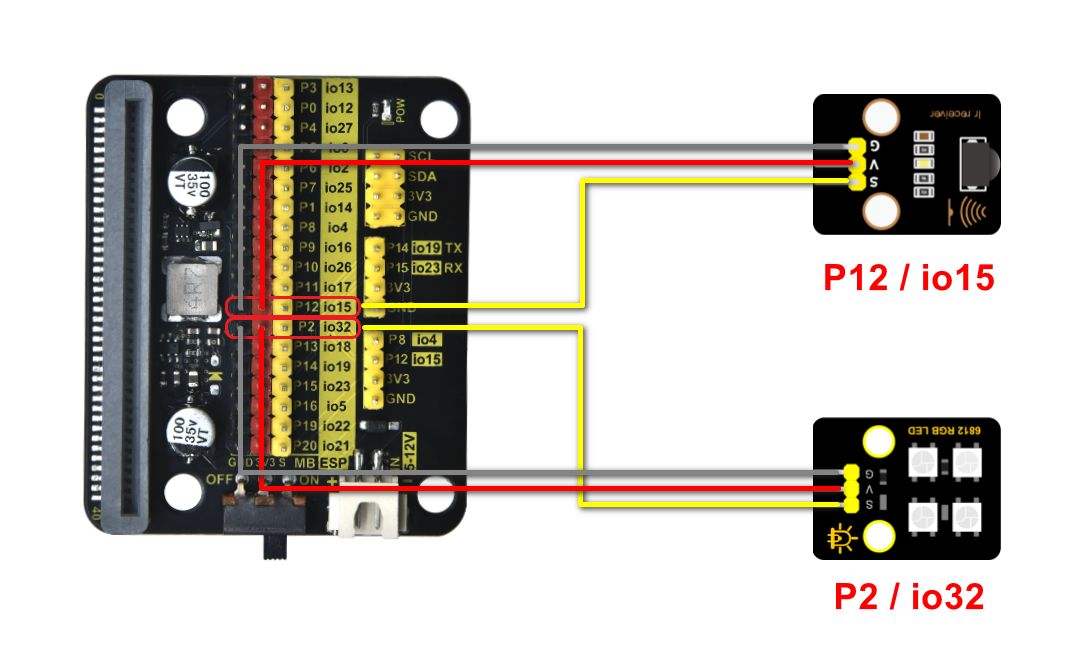 0
P3 io13
P0 io12
P4 io27
io2
P7 io25
P1 io14
P8 io4
P9 io16
P10 io26
P11 io17
P12 io15
P2 io32
P13 io18
P14 io19
P15 io23
P16 io5
P19 io22
P20 io21
GND 3V3 S MB ESP
OFF ON + -
POW
SCL
SDA
3V3
GND
P14 io19 TX
P15 io23 RX
3V3
GND
P8 io4
P12 io15
3V3
GND
100
35V
VT
4R7
100
35V
VT
40
Ir receiver
G
V
S
P12 / io15
6812 RGB LED
G
V
S
P2 / io32